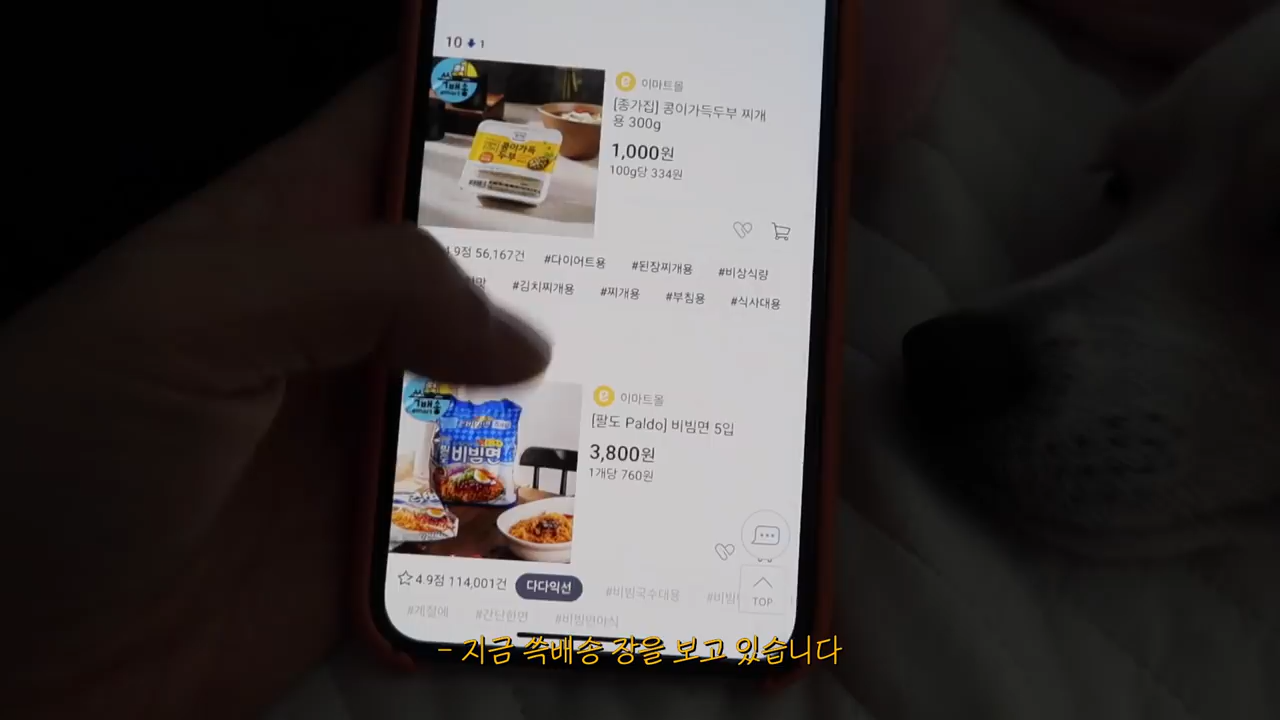 10 1
쓱배송
이마트몰
[종가집] 콩이가득두부 찌개
용 300g
1,000원
100g당 334원
콩이가득
두부
.9점 56,167건 #다이어트용 #된장찌개용 #비상식량
#김치찌개용 #찌개용 #부침용 #식사대용
이마트몰
[팔도 Paldo] 비빔면 5입
3,800원
1개당 760원
비빔면
4.9점 114,001건 다다익선 #비빔국수대용
#계절에 #간단한면 #비빔면야식
TOP
- 지금 쓱배송 장을 보고 있습니다